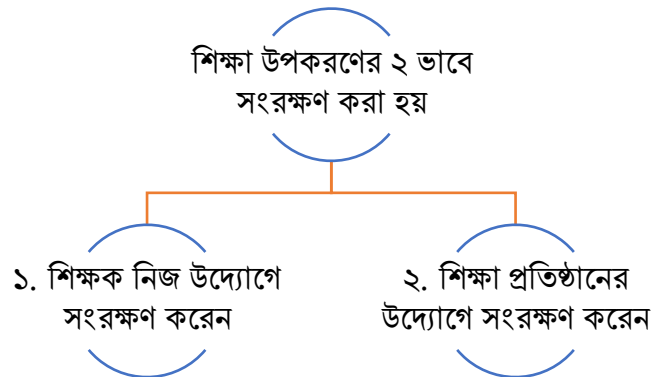 শিক্ষা উপকরণের ২ ভাবে
সংরক্ষণ করা হয়
১. শিক্ষক নিজ উদ্যোগে
সংরক্ষণ করেন
২. শিক্ষা প্রতিষ্ঠানের
উদ্যোগে সংরক্ষণ করেন